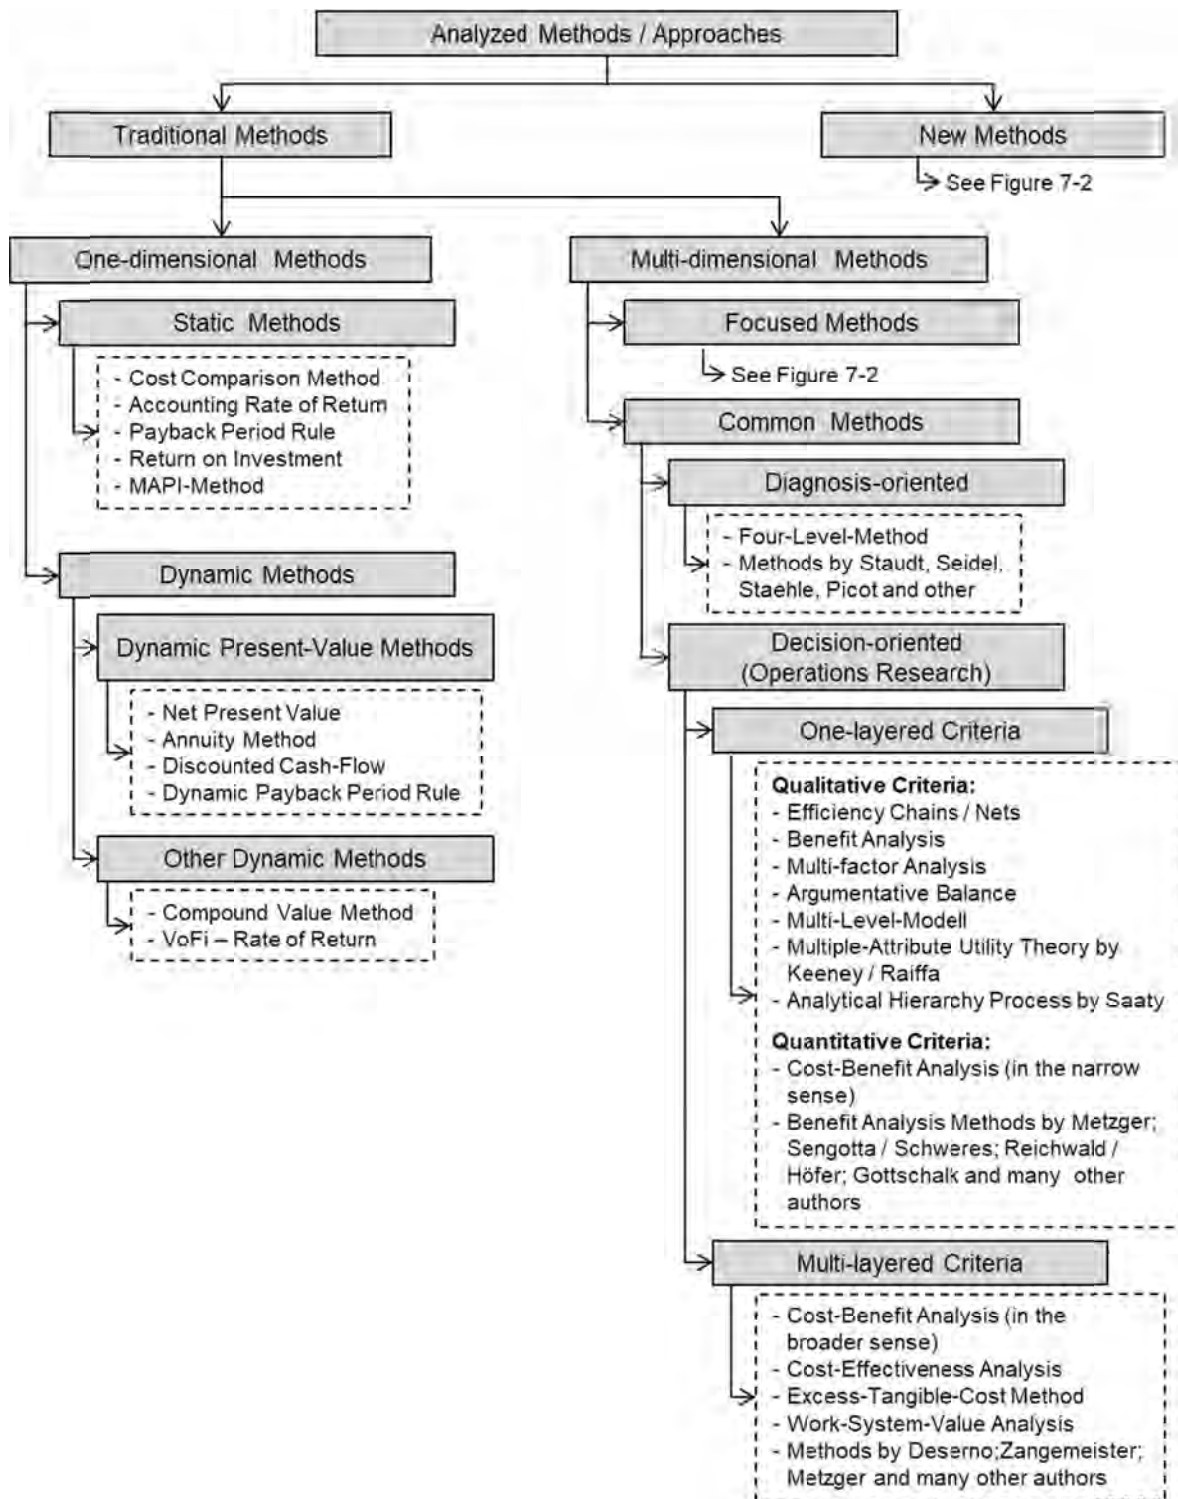 Analyzed Methods / Approaches
Traditional Methods
New Methods
See Figure 7-2
One-dimensional Methods
Static Methods
- Cost Comparison Method
- Accounting Rate of Return
- Payback Period Rule
- Return on Investment
- MAPI-Method
Dynamic Methods
Dynamic Present-Value Methods
- Net Present Value
- Annuity Method
- Discounted Cash-Flow
- Dynamic Payback Period Rule
Other Dynamic Methods
- Compound Value Method
- VoFi – Rate of Return
Multi-dimensional Methods
Focused Methods
See Figure 7-2
Common Methods
Diagnosis-oriented
- Four-Level-Method
- Methods by Staudt, Seidel,
Staehle, Picot and other
Decision-oriented
(Operations Research)
One-layered Criteria
Qualitative Criteria:
- Efficiency Chains / Nets
- Benefit Analysis
- Multi-factor Analysis
- Argumentative Balance
- Multi-Level-Modell
- Multiple-Attribute Utility Theory by
Keeney / Raiffa
- Analytical Hierarchy Process by Saaty
Quantitative Criteria:
- Cost-Benefit Analysis (in the narrow
sense)
- Benefit Analysis Methods by Metzger;
Sengotta / Schweres; Reichwald /
Höfer; Gottschalk and many other
authors
Multi-layered Criteria
- Cost-Benefit Analysis (in the
broader sense)
- Cost-Effectiveness Analysis
- Excess-Tangible-Cost Method
- Work-System-Value Analysis
- Methods by Deserno;Zangemeister;
Metzger and many other authors